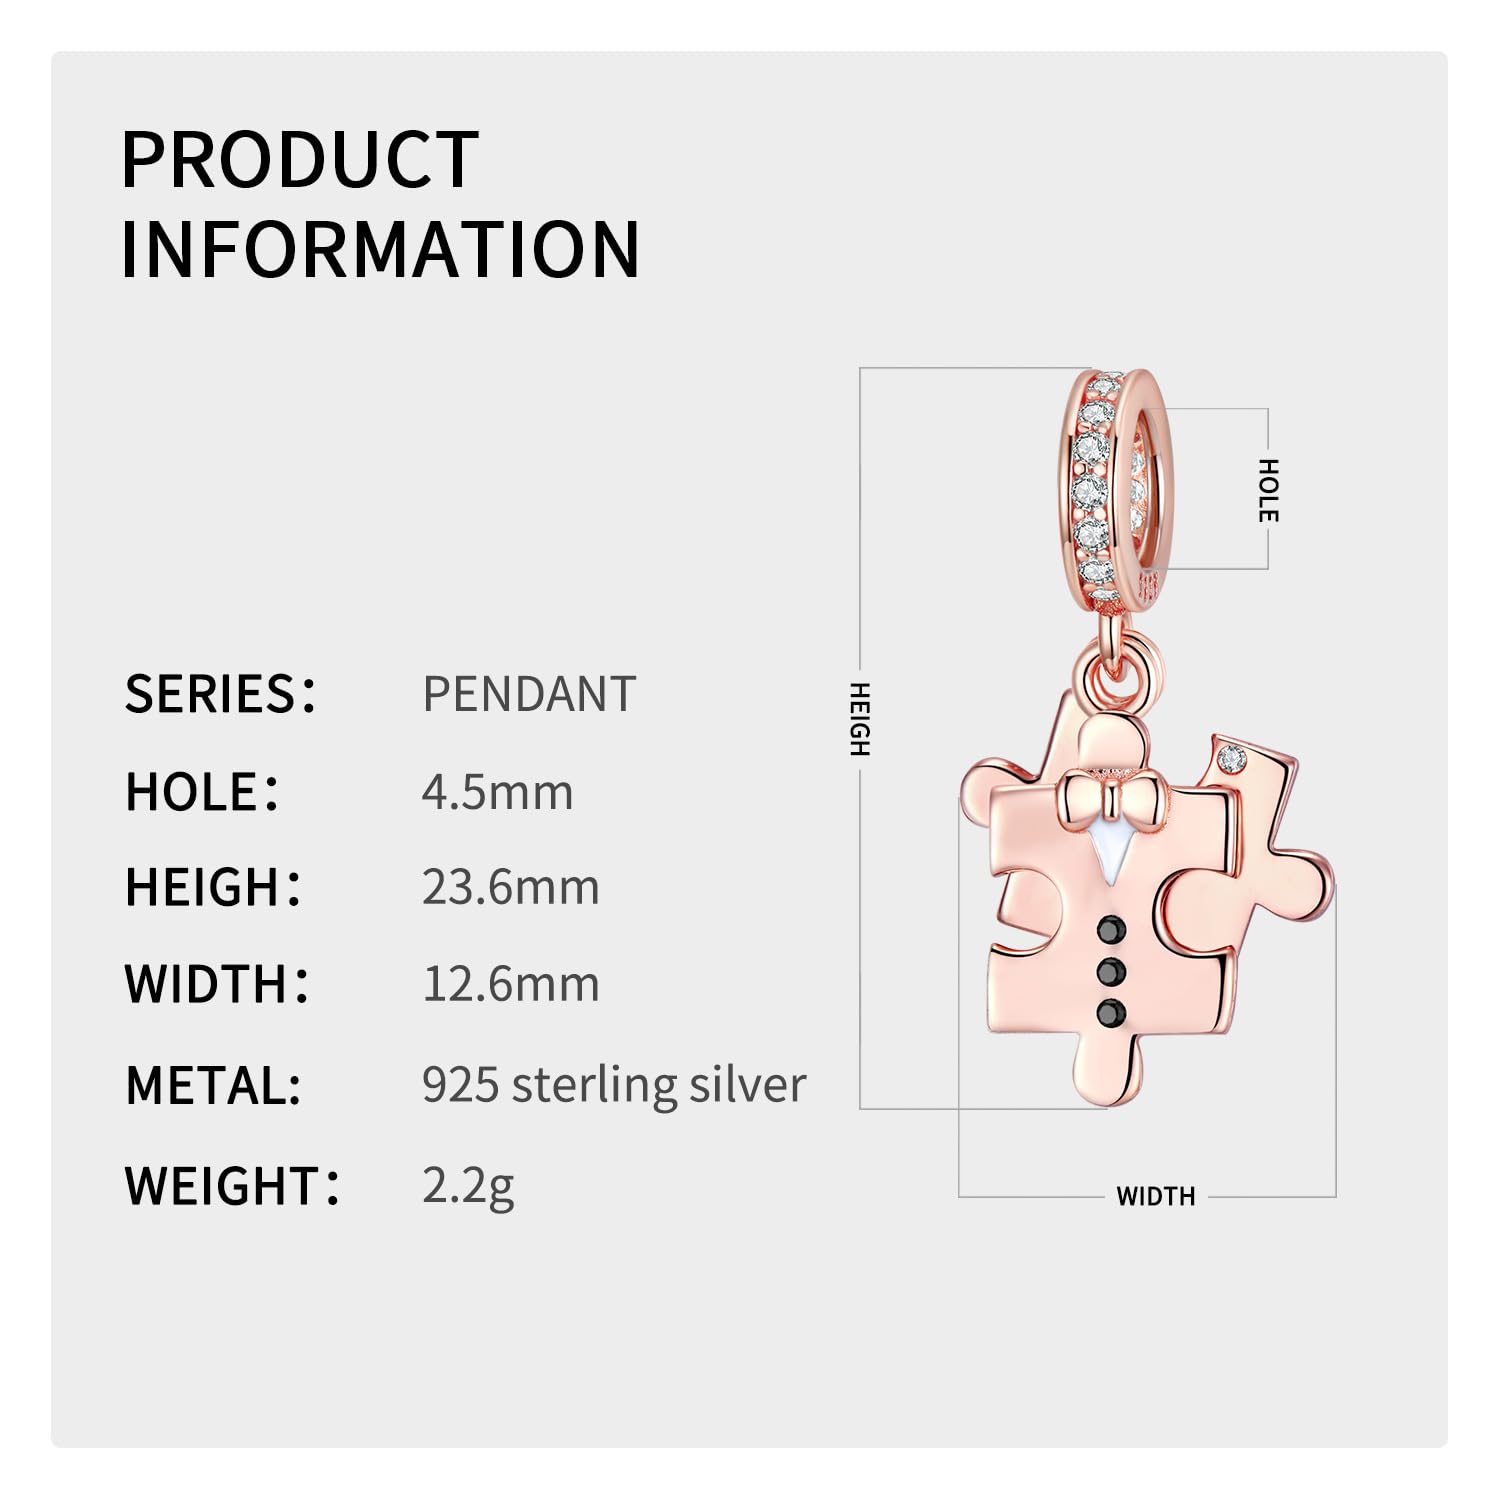 PRODUCT
INFORMATION
SERIES： PENDANT
HOLE： 4.5mm
HEIGH： 23.6mm
WIDTH： 12.6mm
METAL: 925 sterling silver
WEIGHT： 2.2g
HOLE
HEIGH
WIDTH